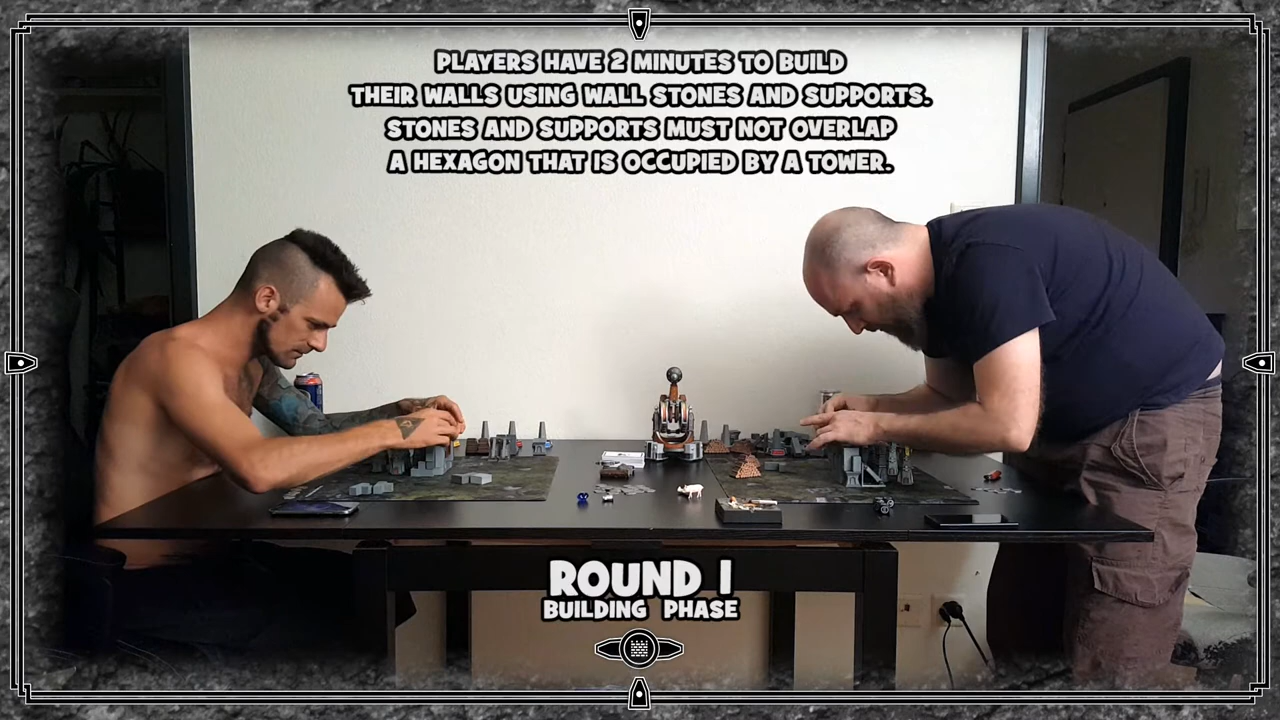 PLAYERS HAVE 2 MINUTES TO BUILD
THEIR WALLS USING WALL STONES AND SUPPORTS.
STONES AND SUPPORTS MUST NOT OVERLAP
A HEXAGON THAT IS OCCUPIED BY A TOWER.
ROUND 1
BUILDING PHASE